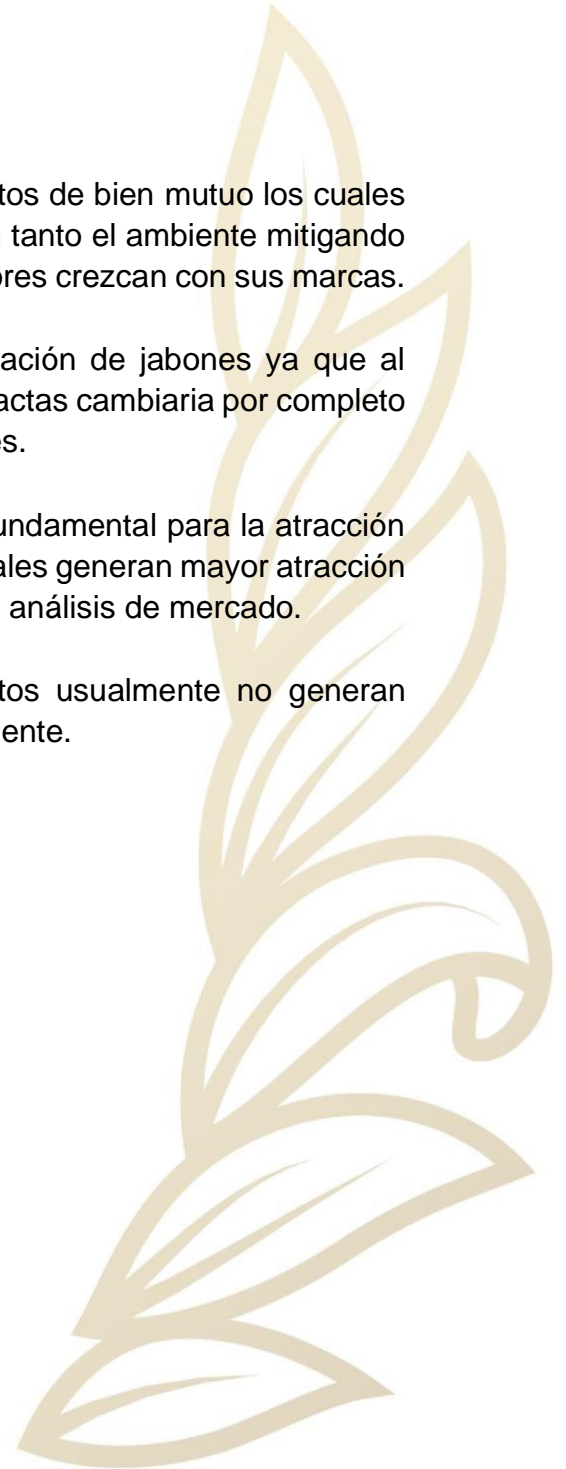 tos de bien mutuo los cuales
tanto el ambiente mitigando
ores crezcan con sus marcas.
ación de jabones ya que al
actas cambiaria por completo
s.
undamental para la atracción
ales generan mayor atracción
análisis de mercado.
tos usualmente no generan
ente.